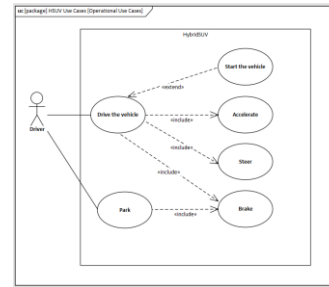 uc [package] HSUV Use Cases [Operational Use Cases]
HybridSUV
Start the vehicle
«extend»
Drive the vehicle
Accelerate
«include»
Driver
«include»
Steer
«include»
Park
Brake
«include»